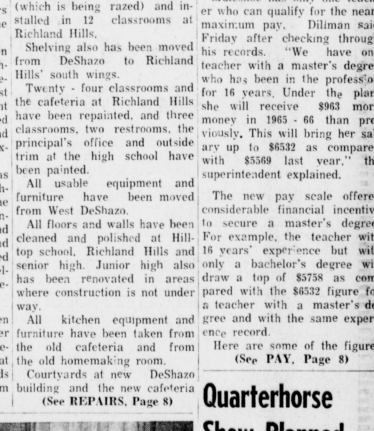 (which is being razed) and in-
stalled in 12 classrooms at
Richland Hills.
Shelving also has been moved
from DeShazo to Richland
Hills' south wings.
Twenty - four classrooms and
the cafeteria at Richland Hills
have been repainted, and three
classrooms, two restrooms, the
principal's office and outside
trim at the high school have
been painted.
All usable equipment and
furniture have been moved
from West DeShazo.
All floors and walls have been
cleaned and polished at Hill-
top school, Richland Hills and
senior high. Junior high also
has been renovated in areas
where construction is not under
way.
All kitchen equipment and
furniture have been taken from
the old cafeteria and from
the old homemaking room.
Courtyards at new DeShazo
building and the new cafeteria
(See REPAIRS, Page 8)
er who can qualify for the near
maximum pay. Dillman sai
Friday after checking throug
his records. "We have on
teacher with a master's degre
who has been in the profess'o
for 16 years. Under the plan
she will receive $963 mor
money in 1965 - 66 than pre
viously. This will bring her sa
ary up to $6532 as compare
with $5569 last year," th
superintendent explained.
The new pay scale offere
considerable financial incentiv
to secure a master's degree
For example, the teacher wit
16 years' experience but wit
only a bachelor's degree wi
draw a top of $5758 as com
pared with the $6532 figure fo
a teacher with a master's de
gree and with the same exper
ence record.
Here are some of the figure
(See PAY, Page 8)
Quarterhorse
Show Planned